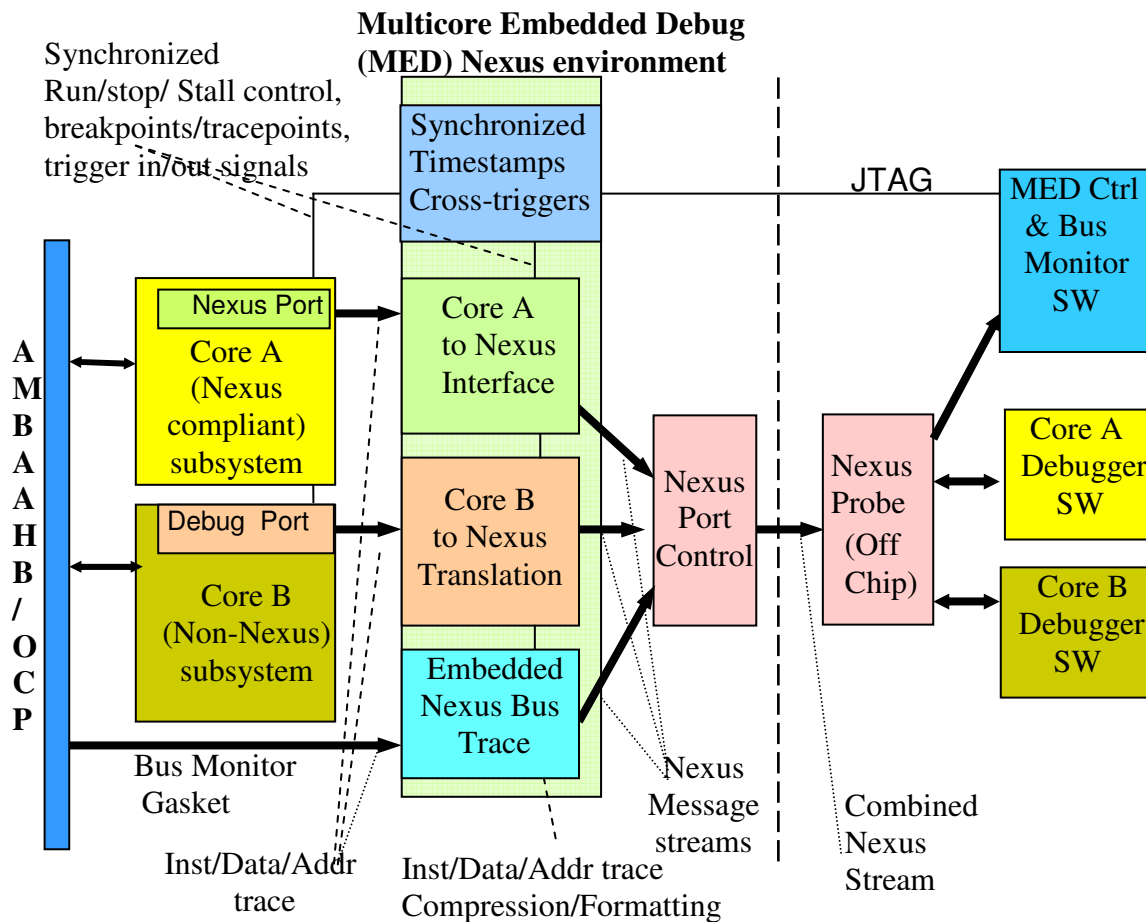 Multicore Embedded Debug
(MED) Nexus environment
Synchronized
Run/stop/ Stall control,
breakpoints/tracepoints,
trigger in/out signals
Synchronized
Timestamps
Cross-triggers
JTAG
MED Ctrl
& Bus
Monitor
SW
A
M
B
A
A
H
B
/
O
C
P
Nexus Port
Core A
(Nexus
compliant)
subsystem
Core A
to Nexus
Interface
Debug Port
Core B
(Non-Nexus)
subsystem
Core B
to Nexus
Translation
Embedded
Nexus Bus
Trace
Nexus
Port
Control
Nexus
Probe
(Off
Chip)
Core A
Debugger
SW
Core B
Debugger
SW
Bus Monitor
Gasket
Nexus
Message
streams
Combined
Nexus
Stream
Inst/Data/Addr
trace
Inst/Data/Addr trace
Compression/Formatting